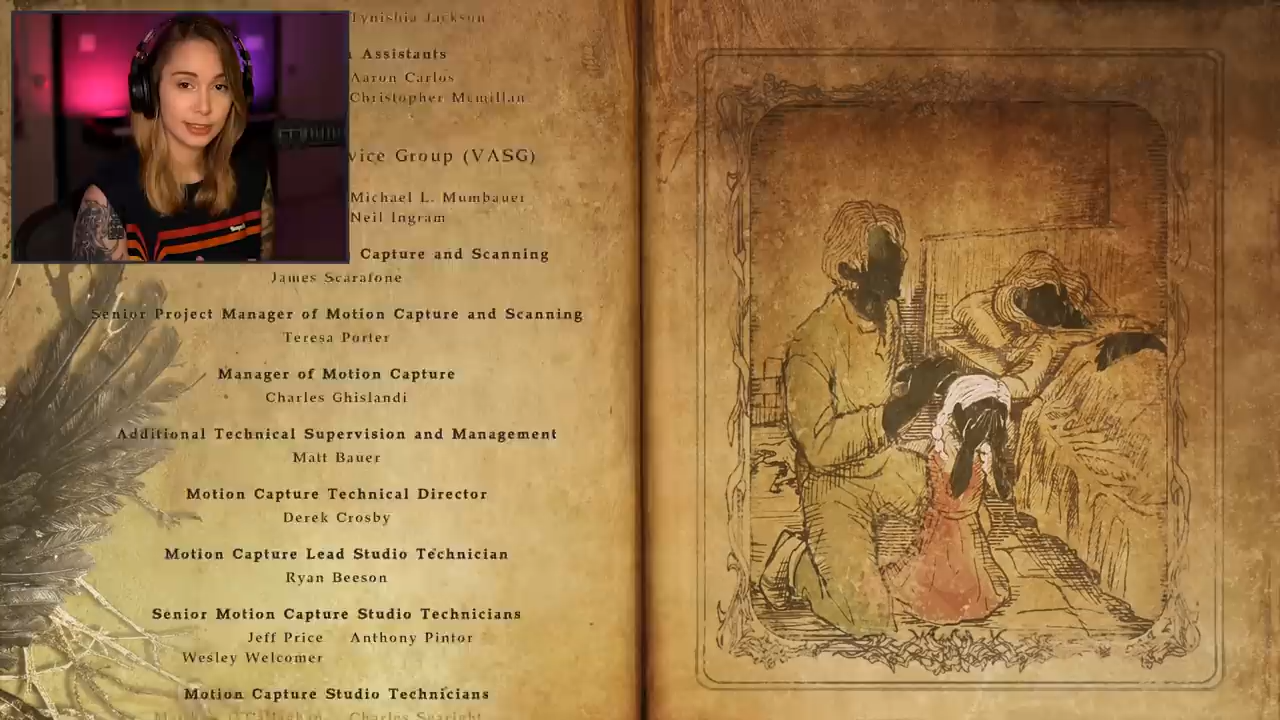 Tynishia Jackson
Assistants
Aaron Carlos
Christopher Mcmillan
vice Group (VASG)
Michael L. Mumbauer
Neil Ingram
Capture and Scanning
James Scarafone
Senior Project Manager of Motion Capture and Scanning
Teresa Porter
Manager of Motion Capture
Charles Ghislandi
Additional Technical Supervision and Management
Matt Bauer
Motion Capture Technical Director
Derek Crosby
Motion Capture Lead Studio Technician
Ryan Beeson
Senior Motion Capture Studio Technicians
Jeff Price Anthony Pintor
Wesley Welcomer
Motion Capture Studio Technicians
Charles Searight